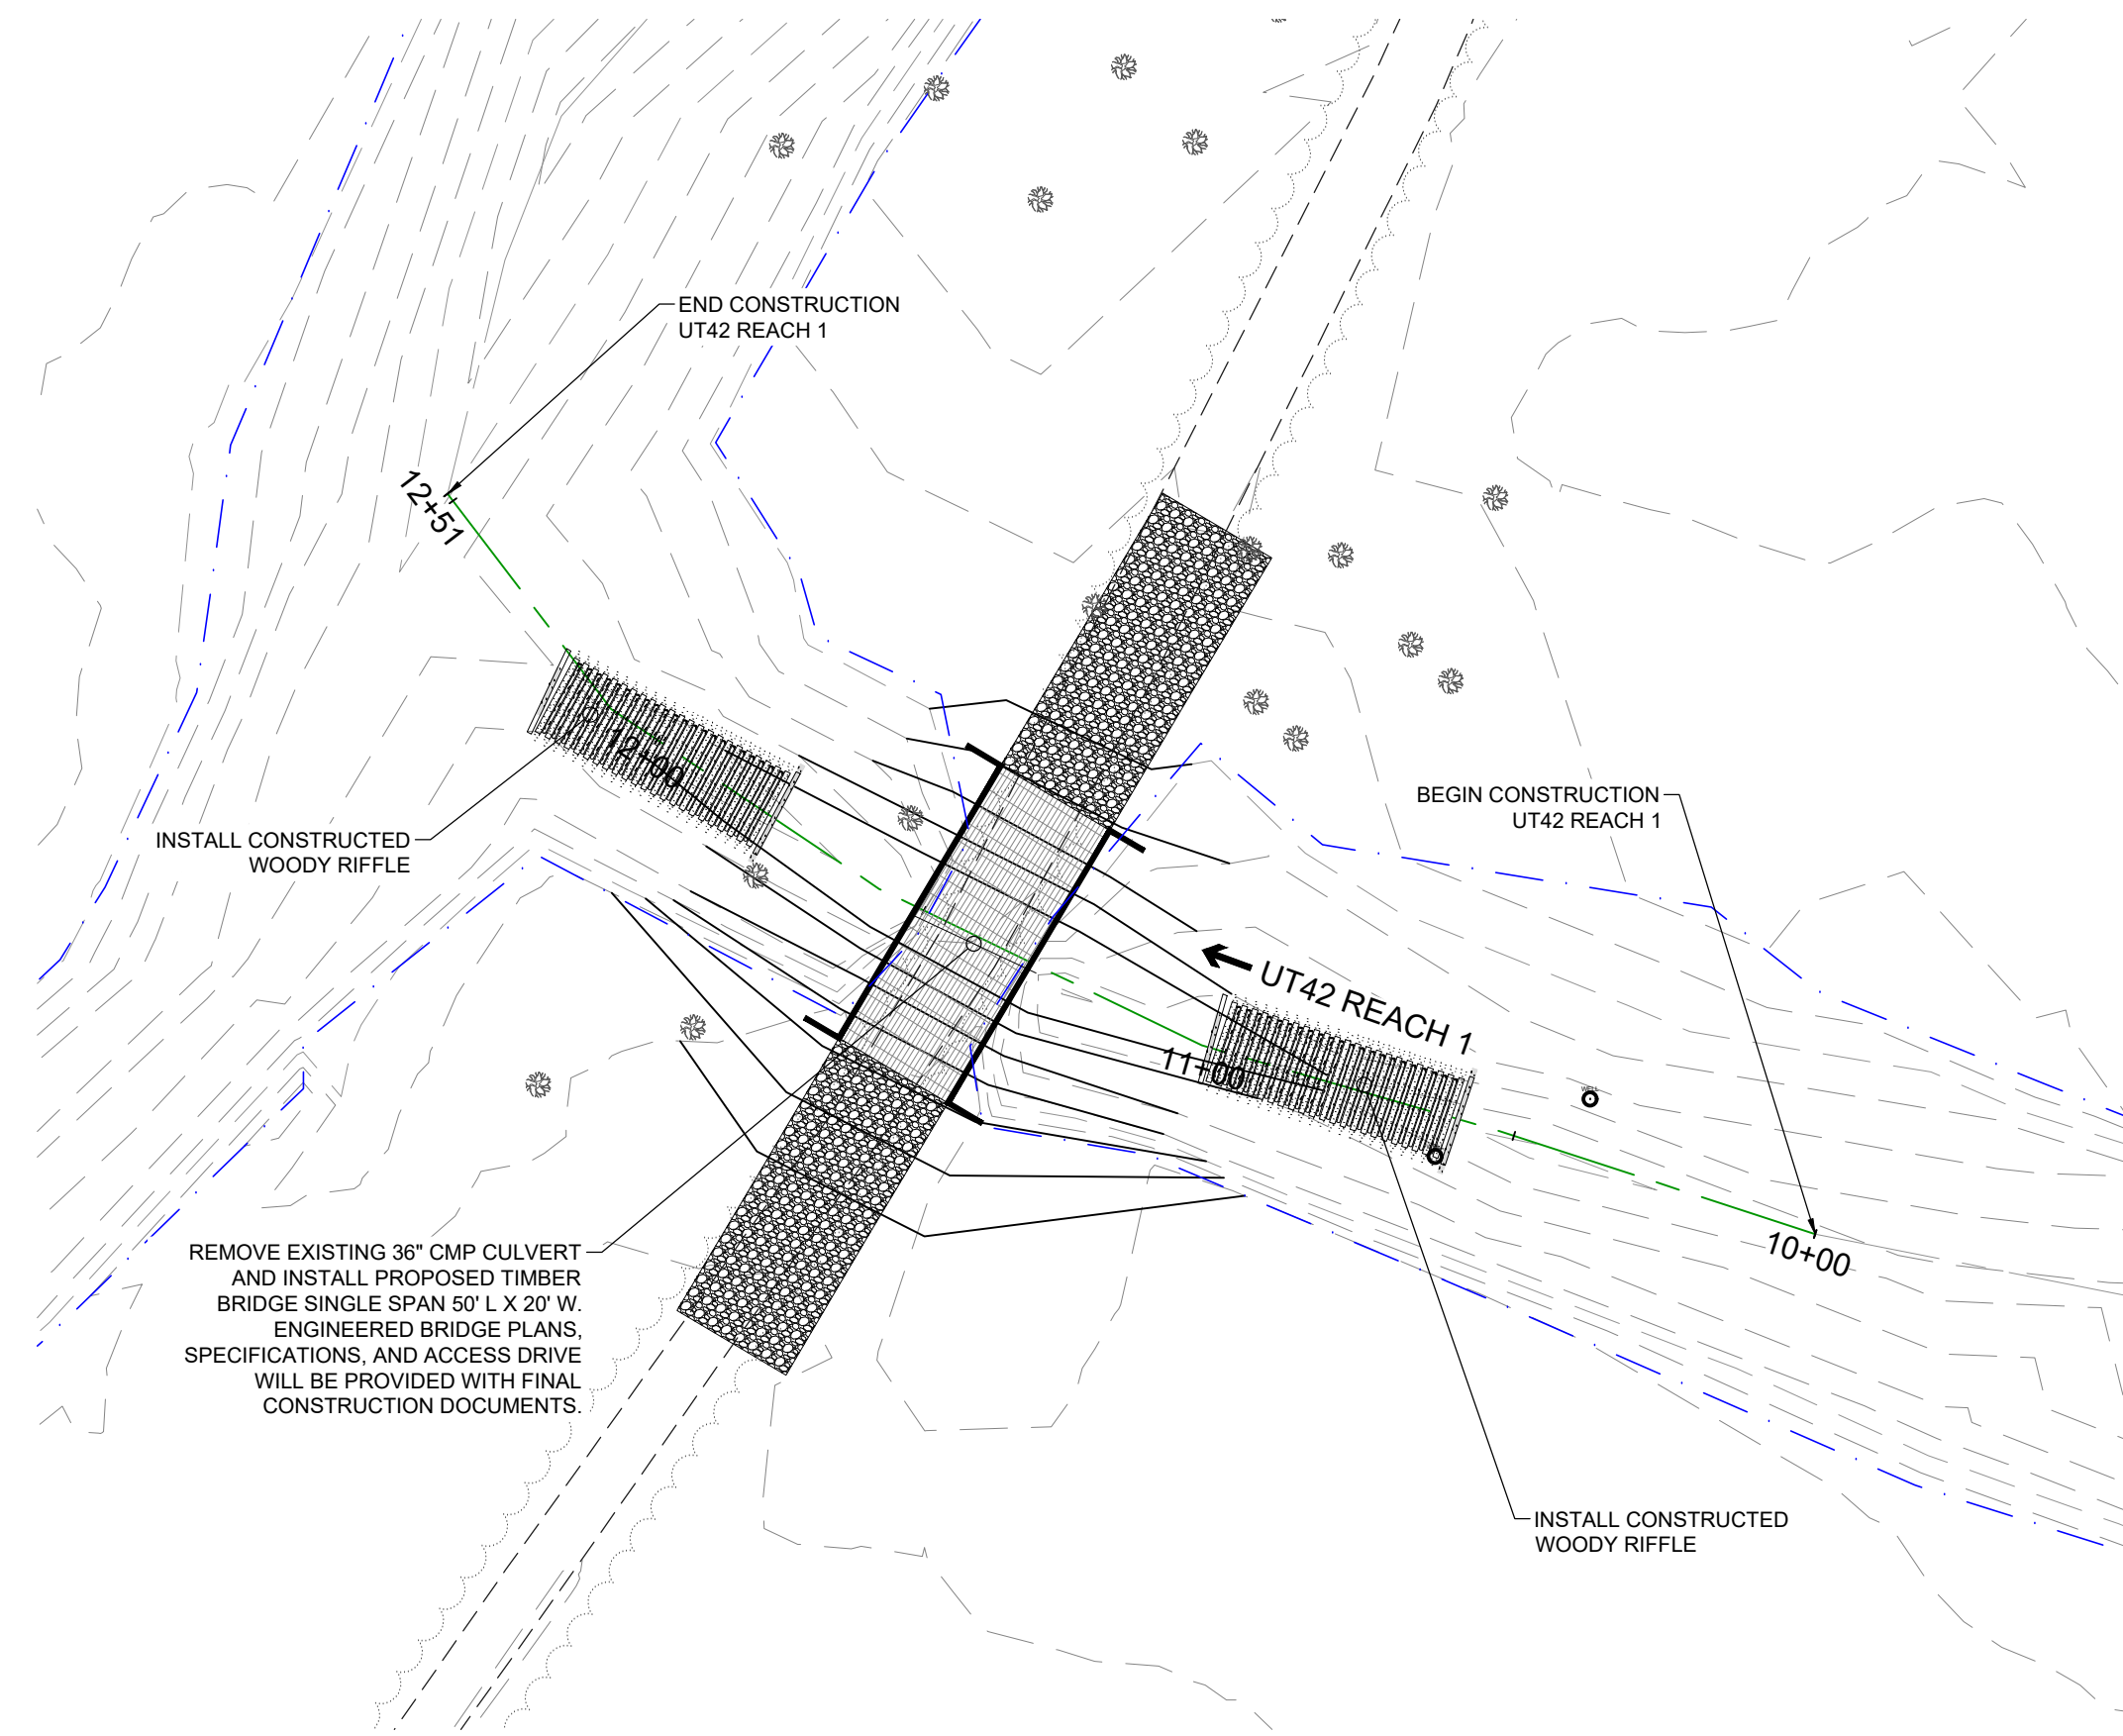 END CONSTRUCTION
UT42 REACH 1
12+51
12+00
INSTALL CONSTRUCTED
WOODY RIFFLE
BEGIN CONSTRUCTION
UT42 REACH 1
UT42 REACH 1
11+00
10+00
REMOVE EXISTING 36" CMP CULVERT
AND INSTALL PROPOSED TIMBER
BRIDGE SINGLE SPAN 50' L X 20' W.
ENGINEERED BRIDGE PLANS,
SPECIFICATIONS, AND ACCESS DRIVE
WILL BE PROVIDED WITH FINAL
CONSTRUCTION DOCUMENTS.
INSTALL CONSTRUCTED
WOODY RIFFLE